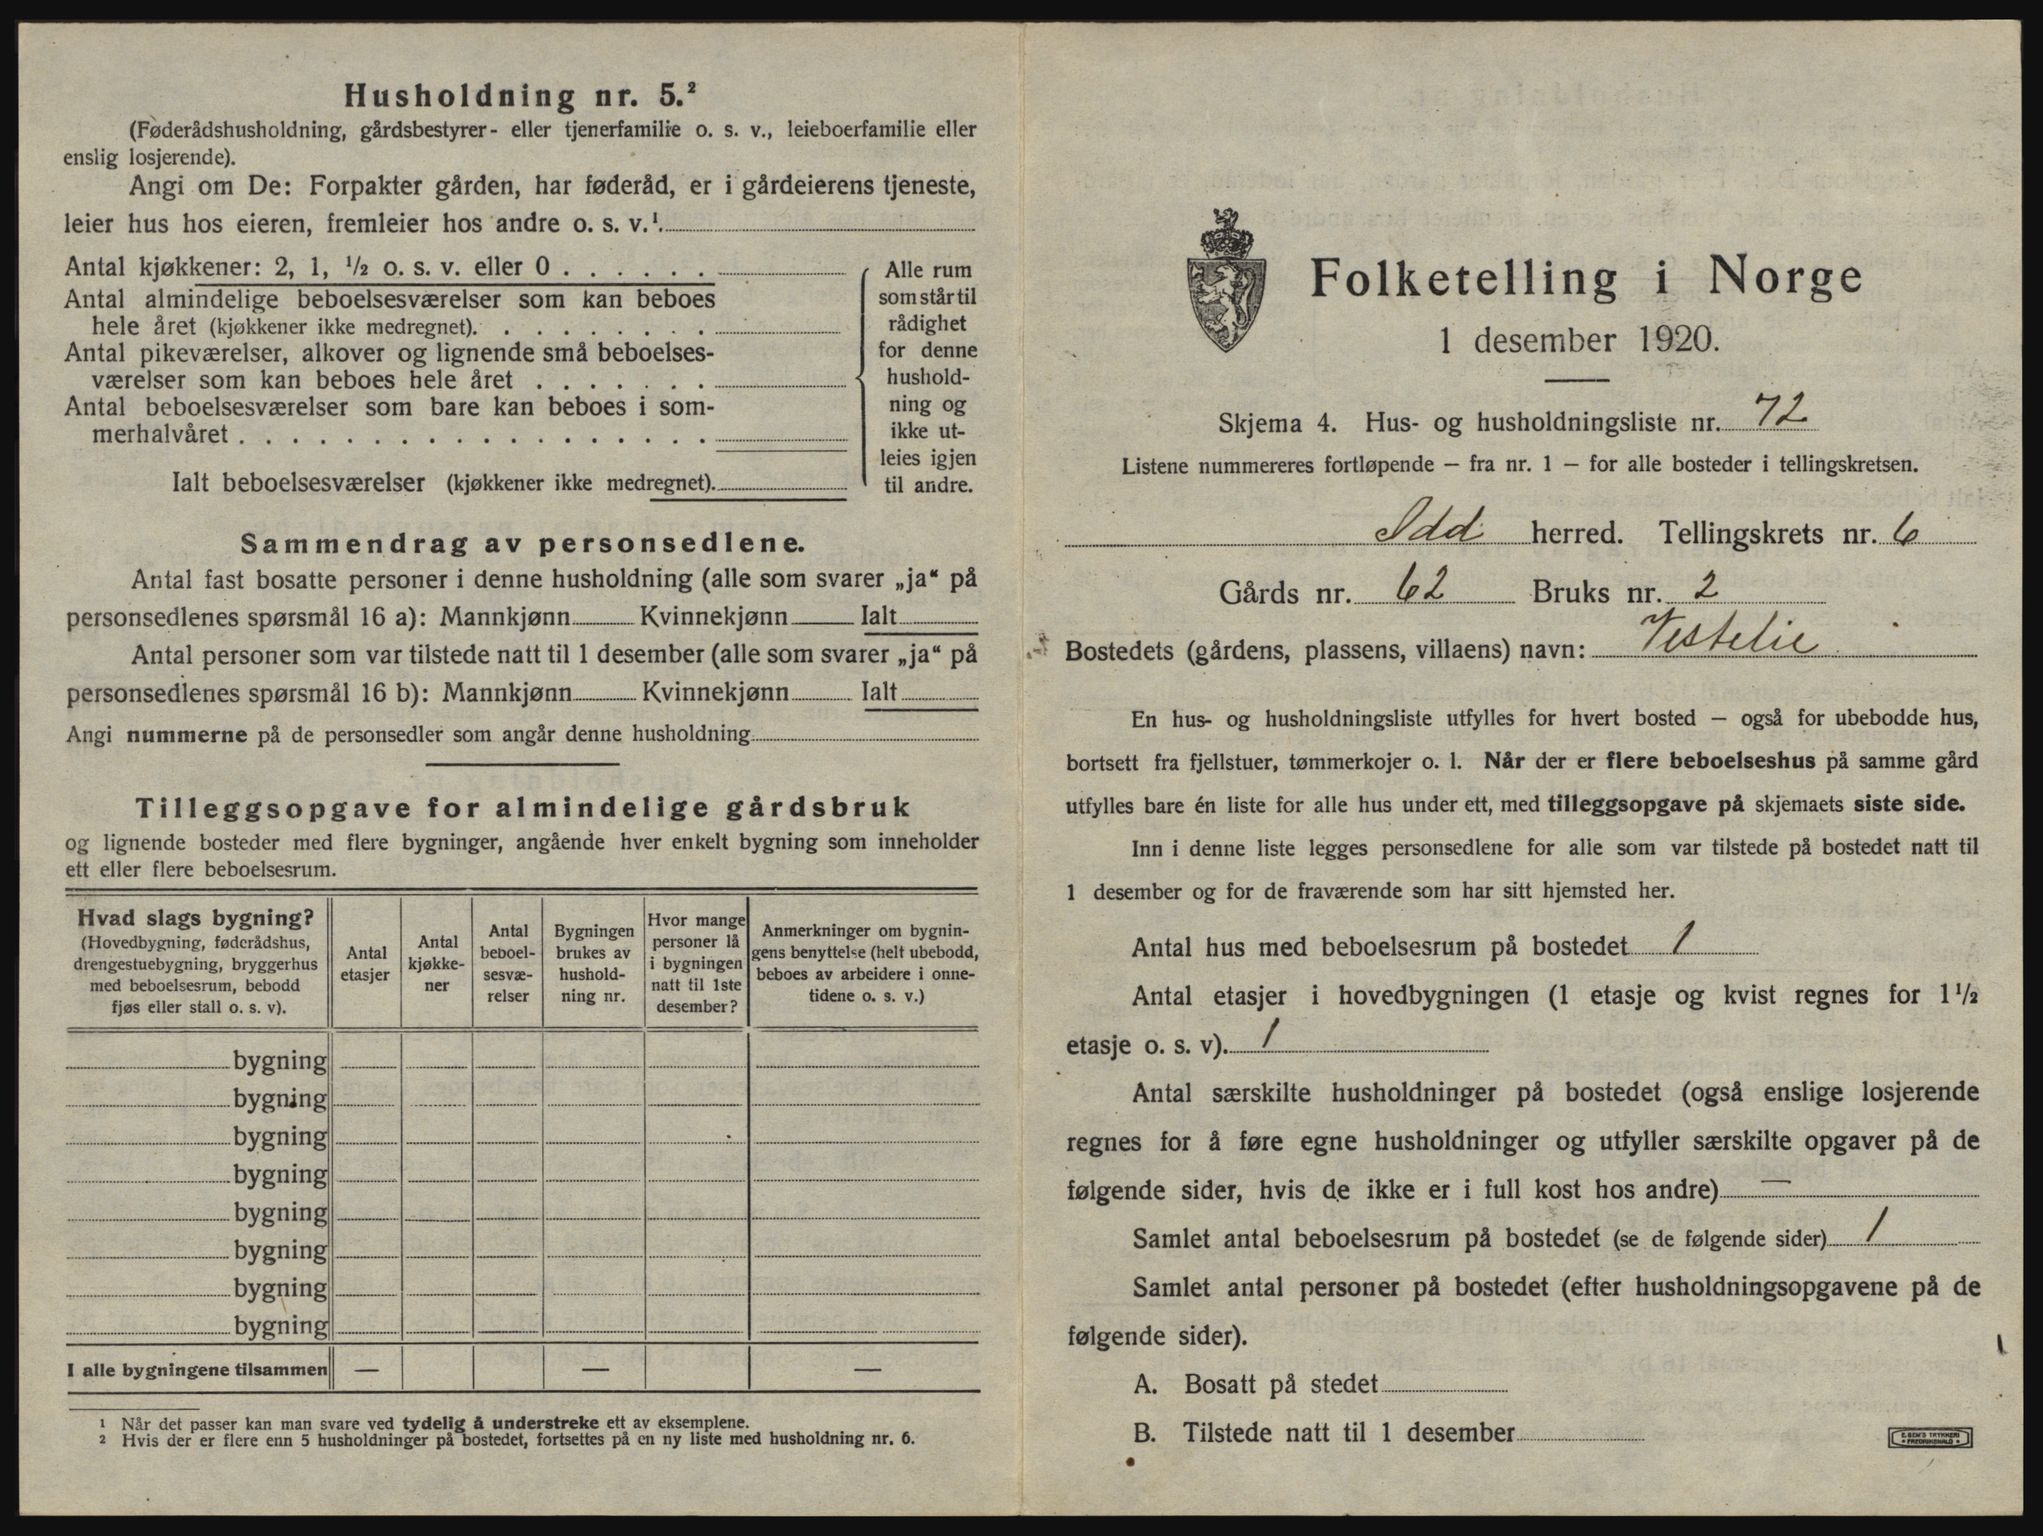 Husholdning nr. 5.²
(Føderådshusholdning, gårdsbestyrer- eller tjenerfamilie o. s. v., leieboerfamilie eller
enslig losjerende).
Angi om De: Forpakter gården, har føderåd, er i gårdeierens tjeneste,
leier hus hos eieren, fremleier hos andre o. s. v.¹
Antal kjøkkener: 2, 1, ½ o. s. v. eller 0 . . . . . .
Antal almindelige beboelsesværelser som kan beboes
hele året (kjøkkener ikke medregnet). . . . . . . . .
Antal pikeværelser, alkover og lignende små beboelses-
værelser som kan beboes hele året . . . . . . .
Antal beboelsesværelser som bare kan beboes i som-
merhalvåret . . . . . . . . . . . . . . . . . .
Ialt beboelsesværelser (kjøkkener ikke medregnet).
Alle rum
som står til
rådighet
for denne
hushold-
ning og
ikke ut-
leies igjen
til andre.
Sammendrag av personsedlene.
Antal fast bosatte personer i denne husholdning (alle som svarer „ja“ på
personsedlenes spørsmål 16 a): Mannkjønn Kvinnekjønn Ialt
Antal personer som var tilstede natt til 1 desember (alle som svarer „ja“ på
personsedlenes spørsmål 16 b): Mannkjønn Kvinnekjønn Ialt
Angi nummerne på de personsedler som angår denne husholdning
Tilleggsopgave for almindelige gårdsbruk
og lignende bosteder med flere bygninger, angående hver enkelt bygning som inneholder
ett eller flere beboelsesrum.
Hvad slags bygning?
(Hovedbygning, føderådshus,
drengestuebygning, bryggerhus
med beboelsesrum, bebodd
fjøs eller stall o. s. v).
Antal
etasjer
Antal
kjøkke-
ner
Antal
beboel-
sesvæ-
relser
Bygningen
brukes av
hushold-
ning nr.
Hvor mange
personer lå
i bygningen
natt til 1ste
desember?
Anmerkninger om bygnin-
gens benyttelse (helt ubebodd,
beboes av arbeidere i onne-
tidene o. s. v.)
bygning
bygning
bygning
bygning
bygning
bygning
bygning
bygning
I alle bygningene tilsammen — — —
¹ Når det passer kan man svare ved tydelig å understreke ett av eksemplene.
² Hvis der er flere enn 5 husholdninger på bostedet, fortsettes på en ny liste med husholdning nr. 6.
Folketelling i Norge
1 desember 1920.
Skjema 4. Hus- og husholdningsliste nr. 72
Listene nummereres fortløpende – fra nr. 1 – for alle bosteder i tellingskretsen.
Idd herred. Tellingskrets nr. 6
Gårds nr. 62 Bruks nr. 2
Bostedets (gårdens, plassens, villaens) navn: Vestelie
En hus- og husholdningsliste utfylles for hvert bosted – også for ubebodde hus,
bortsett fra fjellstuer, tømmerkojer o. l. Når der er flere beboelseshus på samme gård
utfylles bare én liste for alle hus under ett, med tilleggsopgave på skjemaets siste side.
Inn i denne liste legges personsedlene for alle som var tilstede på bostedet natt til
1 desember og for de fraværende som har sitt hjemsted her.
Antal hus med beboelsesrum på bostedet 1
Antal etasjer i hovedbygningen (1 etasje og kvist regnes for 1½
etasje o. s. v). 1
Antal særskilte husholdninger på bostedet (også enslige losjerende
regnes for å føre egne husholdninger og utfyller særskilte opgaver på de
følgende sider, hvis de ikke er i full kost hos andre) —
Samlet antal beboelsesrum på bostedet (se de følgende sider) 1
Samlet antal personer på bostedet (efter husholdningsopgavene på de
følgende sider).
A. Bosatt på stedet
B. Tilstede natt til 1 desember
E. SEM'S TRYKKERI
• FREDRIKSHALD •